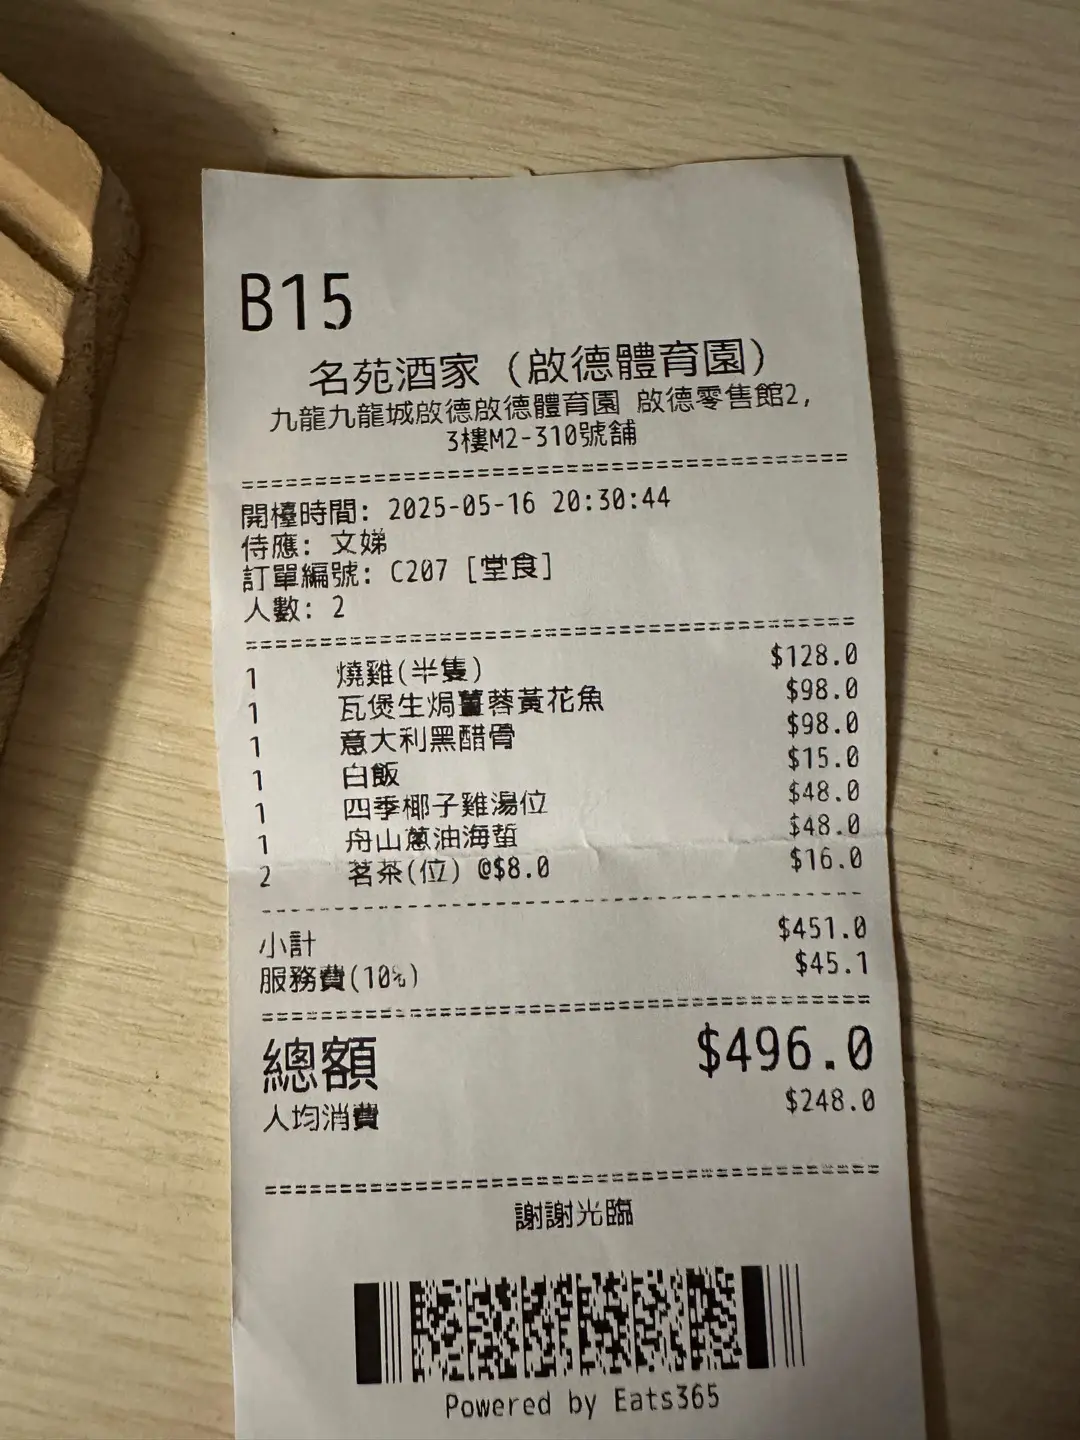 B15
名苑酒家（啟德體育園）
九龍九龍城啟德啟德體育園 啟德零售館2,
3樓M2-310號舖
開檯時間: 2025-05-16 20:30:44
侍應: 文娣
訂單編號: C207 [堂食]
人數: 2
1 燒雞(半隻) $128.0
1 瓦煲生焗薑蓉黃花魚 $98.0
1 意大利黑醋骨 $98.0
1 白飯 $15.0
1 四季椰子雞湯位 $48.0
1 舟山蔥油海蜇 $48.0
2 茗茶(位) @$8.0 $16.0
小計 $451.0
服務費(10%) $45.1
總額 $496.0
人均消費 $248.0
謝謝光臨
Powered by Eats365